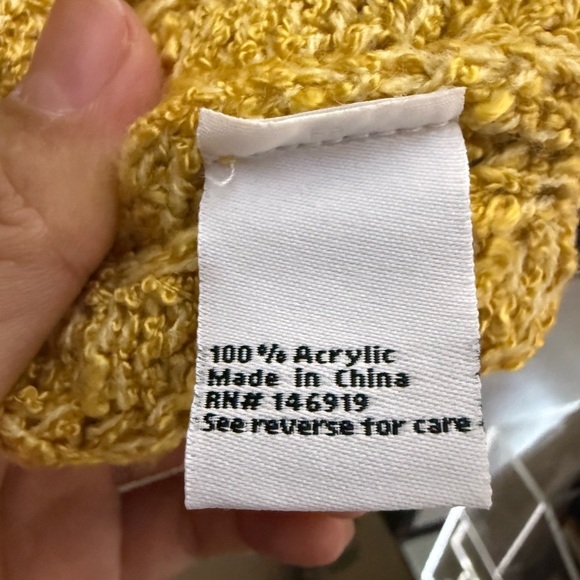 100% Acrylic
Made in China
RN# 146919
See reverse for care